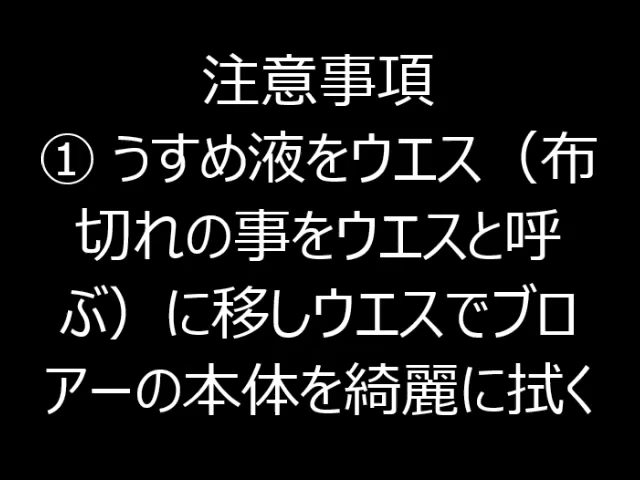 注意事項
① うすめ液をウエス（布
切れの事をウエスと呼
ぶ）に移しウエスでブロ
アーの本体を綺麗に拭く